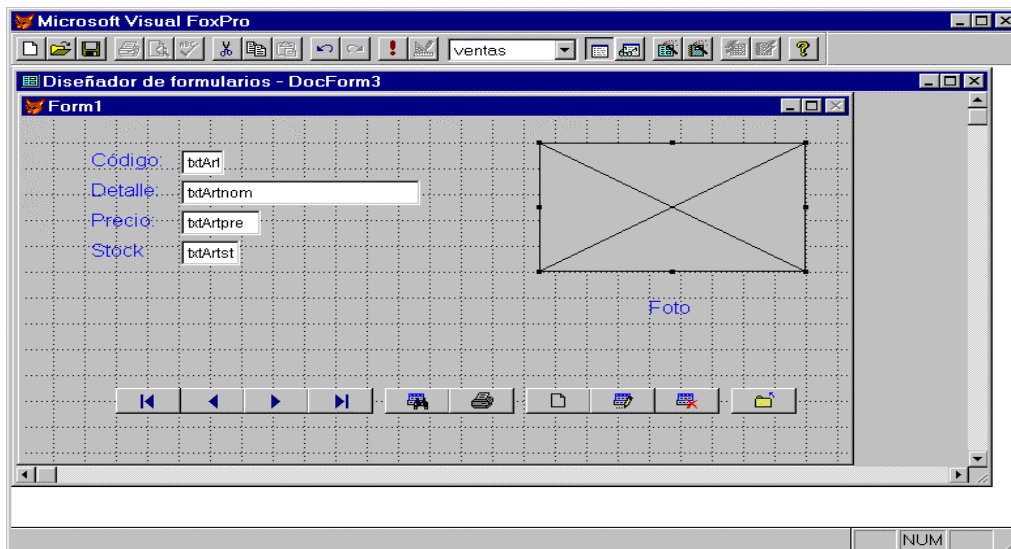 Microsoft Visual FoxPro
ventas
Diseñador de formularios - DocForm3
Form1
Código: txtArt
Detalle: txtArtnom
Precio: txtArtpre
Stock txtArtst
Foto
NUM